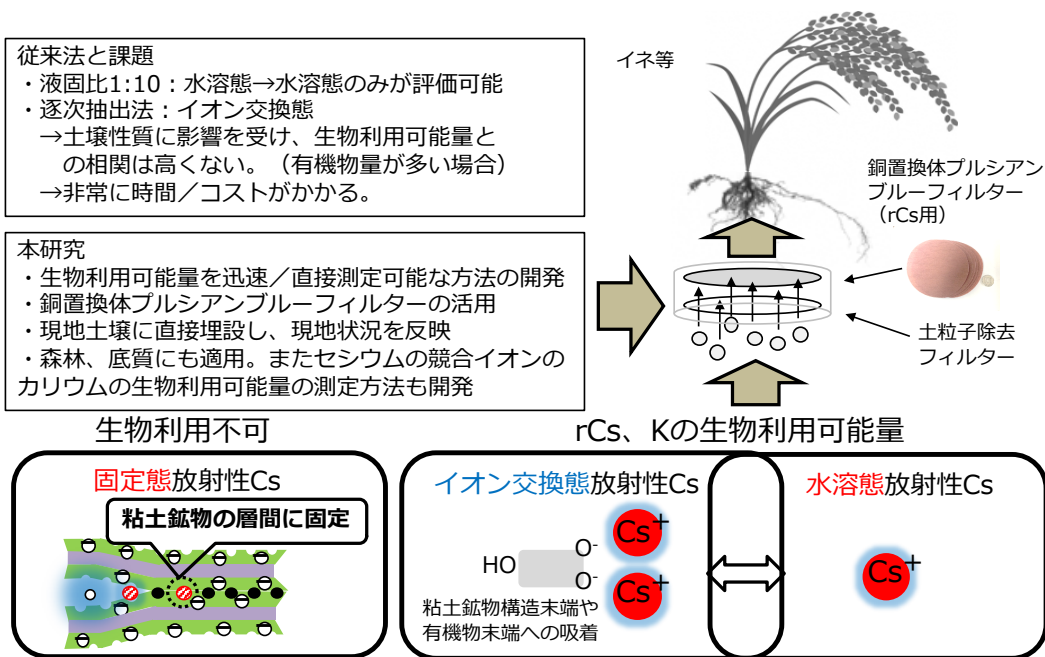 従来法と課題
・液固比1:10：水溶態→水溶態のみが評価可能
・逐次抽出法：イオン交換態
→土壌性質に影響を受け、生物利用可能量と
の相関は高くない。（有機物量が多い場合）
→非常に時間／コストがかかる。
イネ等
銅置換体プルシアン
ブルーフィルター
（rCs用）
本研究
・生物利用可能量を迅速／直接測定可能な方法の開発
・銅置換体プルシアンブルーフィルターの活用
・現地土壌に直接埋設し、現地状況を反映
・森林、底質にも適用。またセシウムの競合イオンの
カリウムの生物利用可能量の測定方法も開発
土粒子除去
フィルター
生物利用不可
rCs、Kの生物利用可能量
固定態放射性Cs
粘土鉱物の層間に固定
イオン交換態放射性Cs
HO
O-
O-
Cs+
Cs+
粘土鉱物構造末端や
有機物末端への吸着
水溶態放射性Cs
Cs+